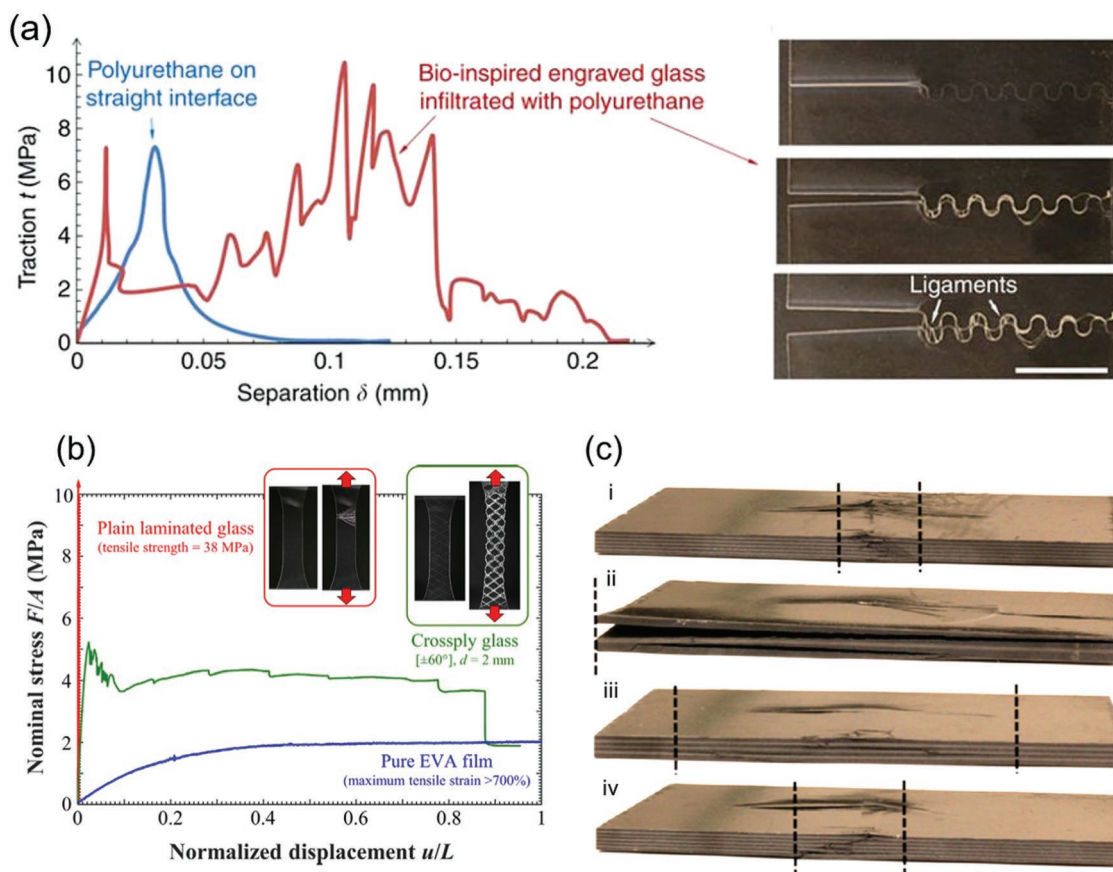 (a)
10
8
6
4
2
0
Traction t (MPa)
Polyurethane on
straight interface
Bio-inspired engraved glass
infiltrated with polyurethane
0
0.05
0.1
0.15
0.2
Separation δ (mm)
Ligaments
(b)
10
8
6
4
2
0
Nominal stress F/A (MPa)
Plain laminated glass
(tensile strength = 38 MPa)
Crossply glass
[±60°], d = 2 mm
Pure EVA film
(maximum tensile strain >700%)
0
0.2
0.4
0.6
0.8
1
Normalized displacement u/L
(c)
i
ii
iii
iv